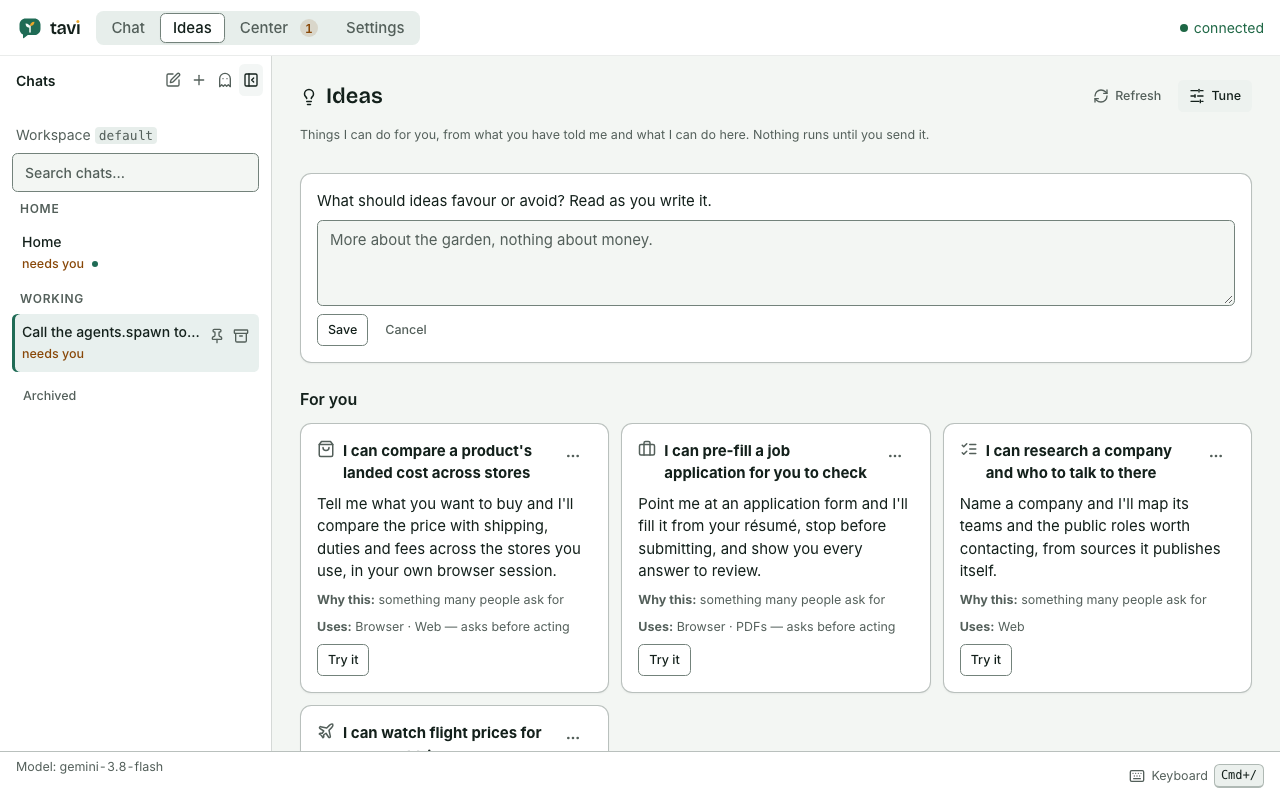 tavi
Chat
Ideas
Center 1
Settings
connected
Chats
Workspace default
Search chats...
HOME
Home
needs you
WORKING
Call the agents.spawn to...
needs you
Archived
Ideas
Refresh
Tune
Things I can do for you, from what you have told me and what I can do here. Nothing runs until you send it.
What should ideas favour or avoid? Read as you write it.
More about the garden, nothing about money.
Save
Cancel
For you
I can compare a product's
landed cost across stores
Tell me what you want to buy and I'll
compare the price with shipping,
duties and fees across the stores you
use, in your own browser session.
Why this: something many people ask for
Uses: Browser · Web — asks before acting
Try it
I can pre-fill a job
application for you to check
Point me at an application form and I'll
fill it from your résumé, stop before
submitting, and show you every
answer to review.
Why this: something many people ask for
Uses: Browser · PDFs — asks before acting
Try it
I can research a company
and who to talk to there
Name a company and I'll map its
teams and the public roles worth
contacting, from sources it publishes
itself.
Why this: something many people ask for
Uses: Web
Try it
I can watch flight prices for
Model: gemini-3.8-flash
Keyboard Cmd+/